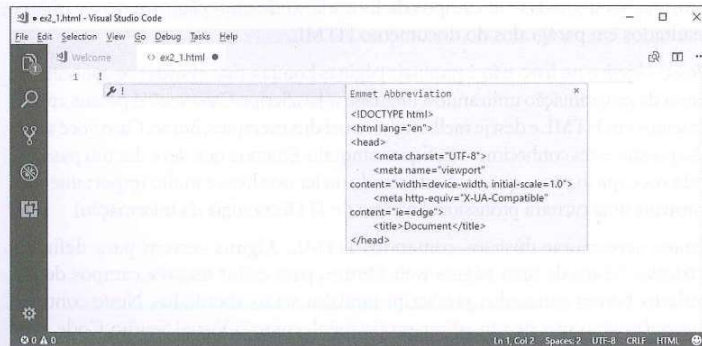 ex2_1.html - Visual Studio Code
File Edit Selection View Go Debug Tasks Help
Welcome
<> ex2_1.html ●
1 !
!
Emmet Abbreviation ×
<!DOCTYPE html>
<html lang="en">
<head>
<meta charset="UTF-8">
<meta name="viewport"
content="width=device-width, initial-scale=1.0">
<meta http-equiv="X-UA-Compatible"
content="ie=edge">
<title>Document</title>
</head>
0 0
Ln 1, Col 2 Spaces: 2 UTF-8 CRLF HTML